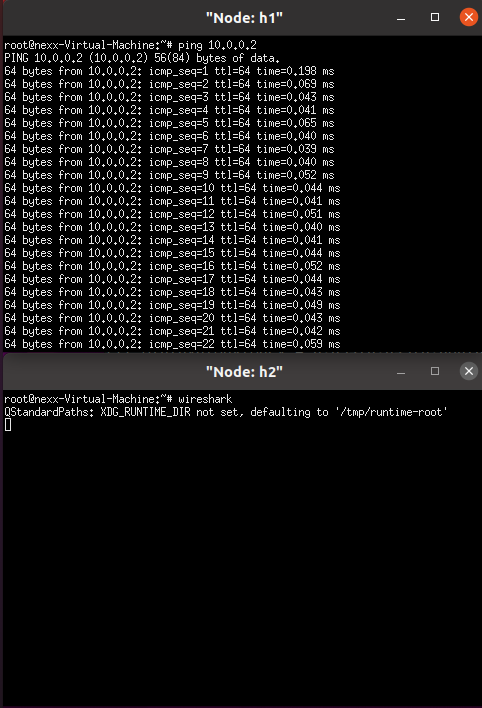 "Node: h1"
root@nexx-Virtual-Machine:~# ping 10.0.0.2
PING 10.0.0.2 (10.0.0.2) 56(84) bytes of data.
64 bytes from 10.0.0.2: icmp_seq=1 ttl=64 time=0.198 ms
64 bytes from 10.0.0.2: icmp_seq=2 ttl=64 time=0.069 ms
64 bytes from 10.0.0.2: icmp_seq=3 ttl=64 time=0.043 ms
64 bytes from 10.0.0.2: icmp_seq=4 ttl=64 time=0.041 ms
64 bytes from 10.0.0.2: icmp_seq=5 ttl=64 time=0.065 ms
64 bytes from 10.0.0.2: icmp_seq=6 ttl=64 time=0.040 ms
64 bytes from 10.0.0.2: icmp_seq=7 ttl=64 time=0.039 ms
64 bytes from 10.0.0.2: icmp_seq=8 ttl=64 time=0.040 ms
64 bytes from 10.0.0.2: icmp_seq=9 ttl=64 time=0.052 ms
64 bytes from 10.0.0.2: icmp_seq=10 ttl=64 time=0.044 ms
64 bytes from 10.0.0.2: icmp_seq=11 ttl=64 time=0.041 ms
64 bytes from 10.0.0.2: icmp_seq=12 ttl=64 time=0.051 ms
64 bytes from 10.0.0.2: icmp_seq=13 ttl=64 time=0.040 ms
64 bytes from 10.0.0.2: icmp_seq=14 ttl=64 time=0.041 ms
64 bytes from 10.0.0.2: icmp_seq=15 ttl=64 time=0.044 ms
64 bytes from 10.0.0.2: icmp_seq=16 ttl=64 time=0.052 ms
64 bytes from 10.0.0.2: icmp_seq=17 ttl=64 time=0.044 ms
64 bytes from 10.0.0.2: icmp_seq=18 ttl=64 time=0.043 ms
64 bytes from 10.0.0.2: icmp_seq=19 ttl=64 time=0.049 ms
64 bytes from 10.0.0.2: icmp_seq=20 ttl=64 time=0.043 ms
64 bytes from 10.0.0.2: icmp_seq=21 ttl=64 time=0.042 ms
64 bytes from 10.0.0.2: icmp_seq=22 ttl=64 time=0.059 ms
"Node: h2"
root@nexx-Virtual-Machine:~# wireshark
QStandardPaths: XDG_RUNTIME_DIR not set, defaulting to '/tmp/runtime-root'